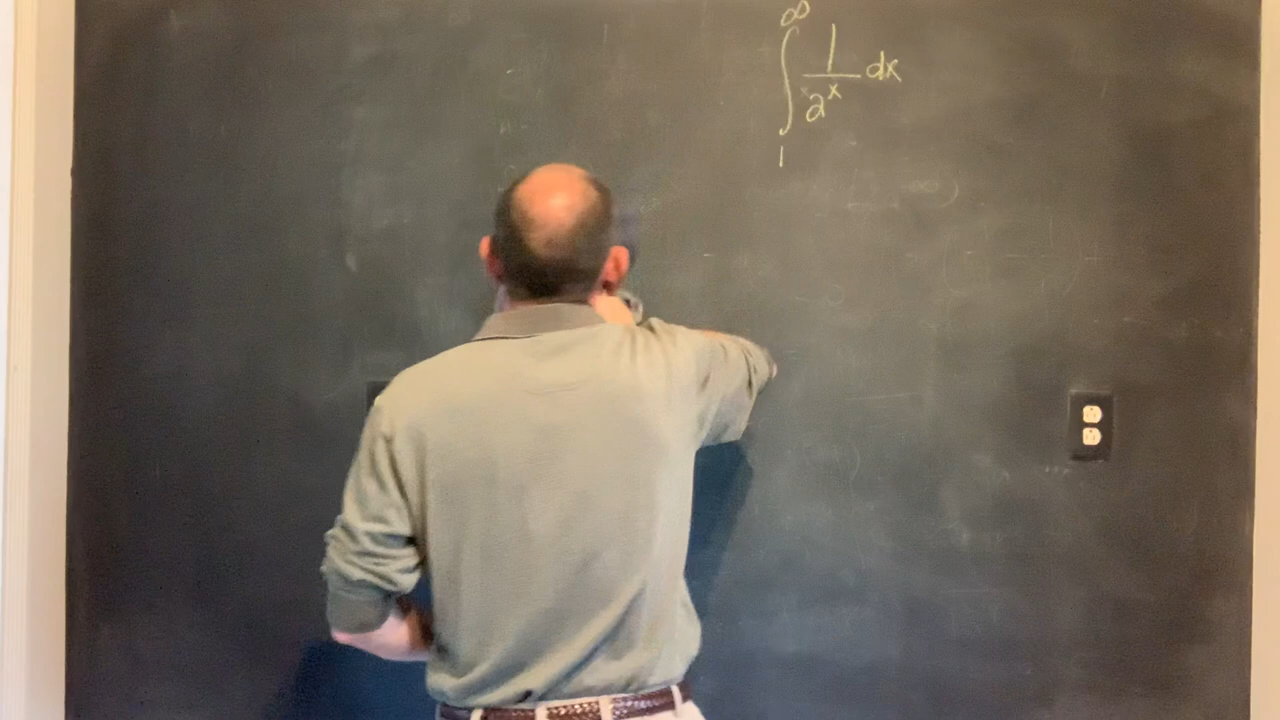 ∫₁^∞ 1/2^x dx